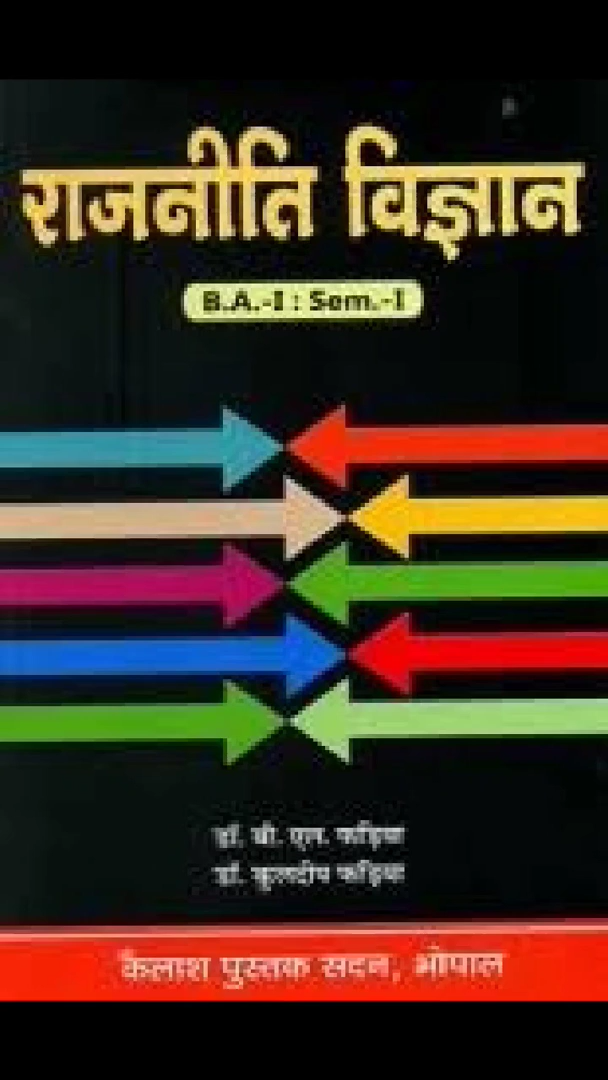 राजनीति विज्ञान
B.A.-I : Sem.-I
डॉ. बी. एल. फड़िया
डॉ. कुलदीप फड़िया
कैलाश पुस्तक सदन, भोपाल